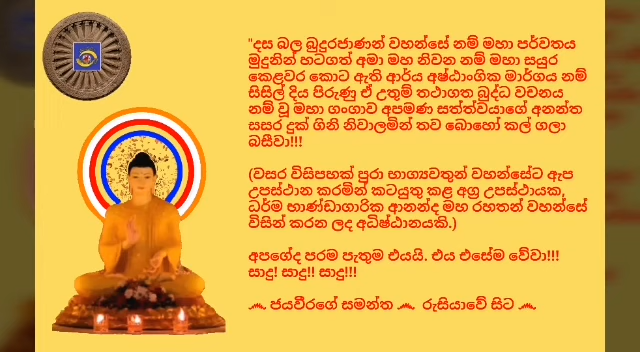 "දස බල බුදුරජාණන් වහන්සේ නම් මහා පර්වතය
මුදුනින් හටගත් අමා මහ නිවන නම් මහා සයුර
කෙළවර කොට ඇති ආර්ය අෂ්ඨාංගික මාර්ගය නම්
සිසිල් දිය පිරුණු ඒ උතුම් තථාගත බුද්ධ වචනය
නම් වූ මහා ගංගාව අපමණ සත්ත්වයාගේ අනන්ත
සසර දුක් ගිනි නිවාලමින් තව බොහෝ කල් ගලා
බසීවා!!!
(වසර විසිපහක් පුරා භාග්‍යවතුන් වහන්සේට ඇප
උපස්ථාන කරමින් කටයුතු කළ අග්‍ර උපස්ථායක,
ධර්ම භාණ්ඩාගාරික ආනන්ද මහ රහතන් වහන්සේ
විසින් කරන ලද අධිෂ්ඨානයකි.)
අපගේද පරම පැතුම එයයි. එය එසේම වේවා!!!
සාදු! සාදු!! සාදු!!!
ජයවීරගේ සමන්ත රුසියාවේ සිට